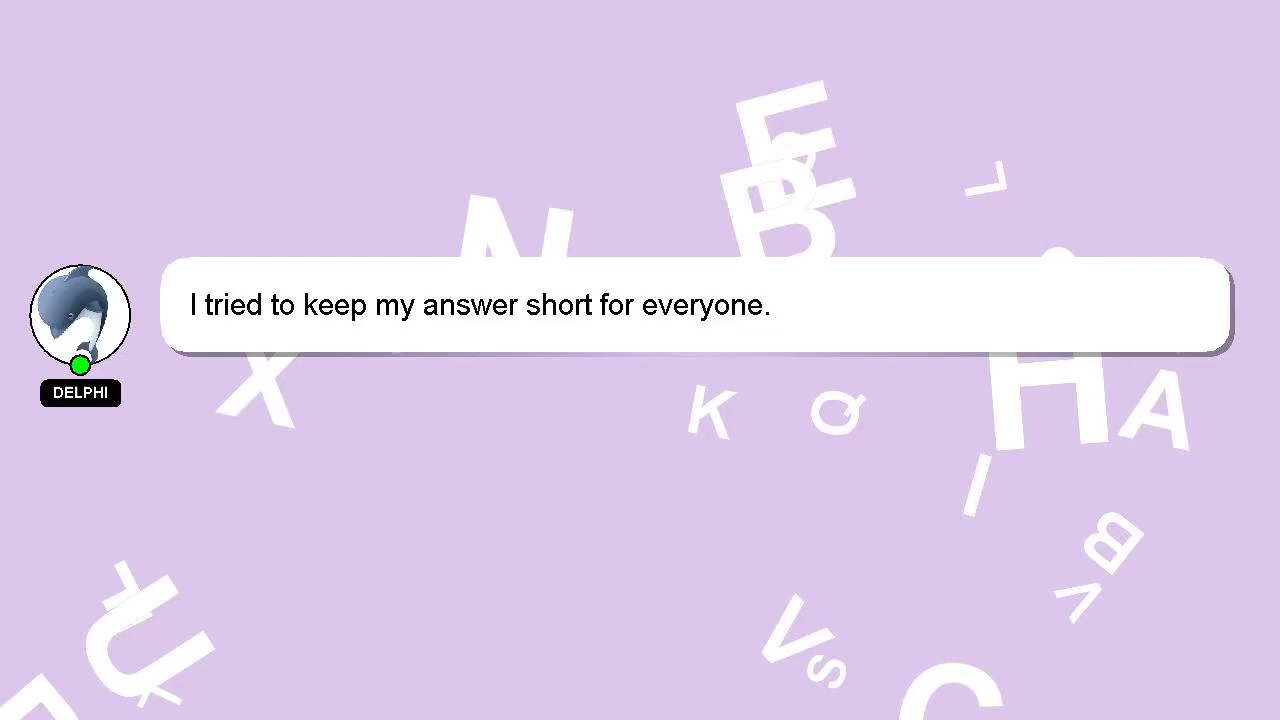 I tried to keep my answer short for everyone.
DELPHI
E
B
L
N
X
K
Q
H
A
I
B
V
U
V
S
C